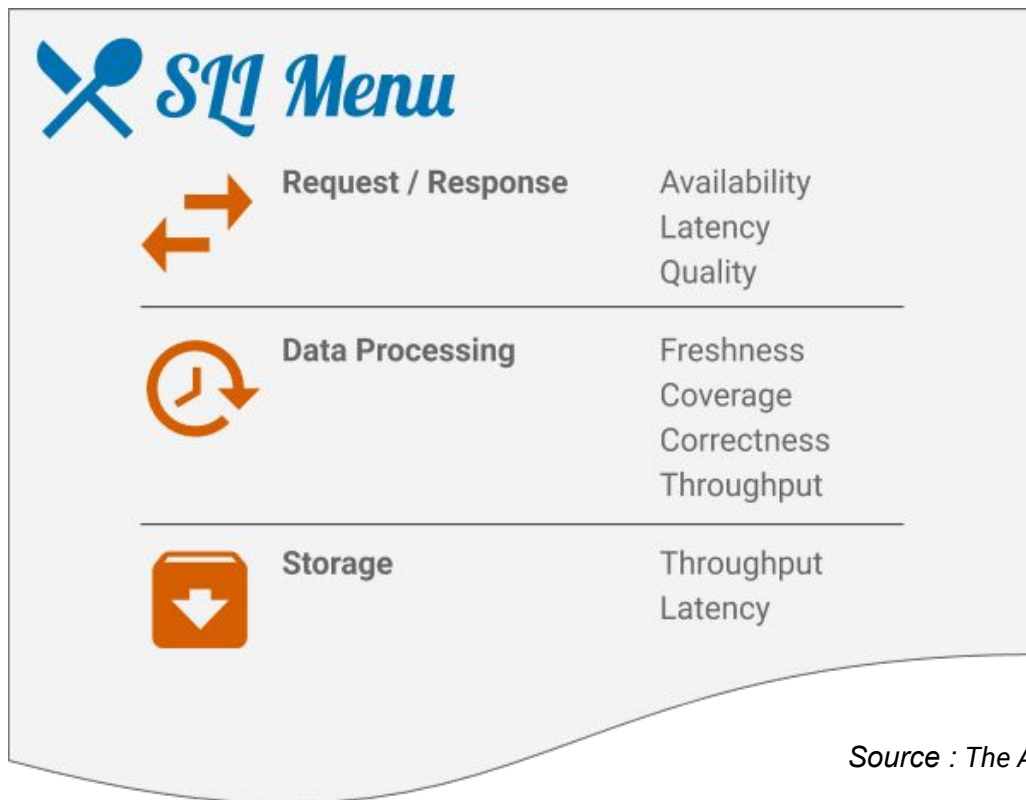 SLI Menu
Request / Response
Availability
Latency
Quality
Data Processing
Freshness
Coverage
Correctness
Throughput
Storage
Throughput
Latency
Source : The A